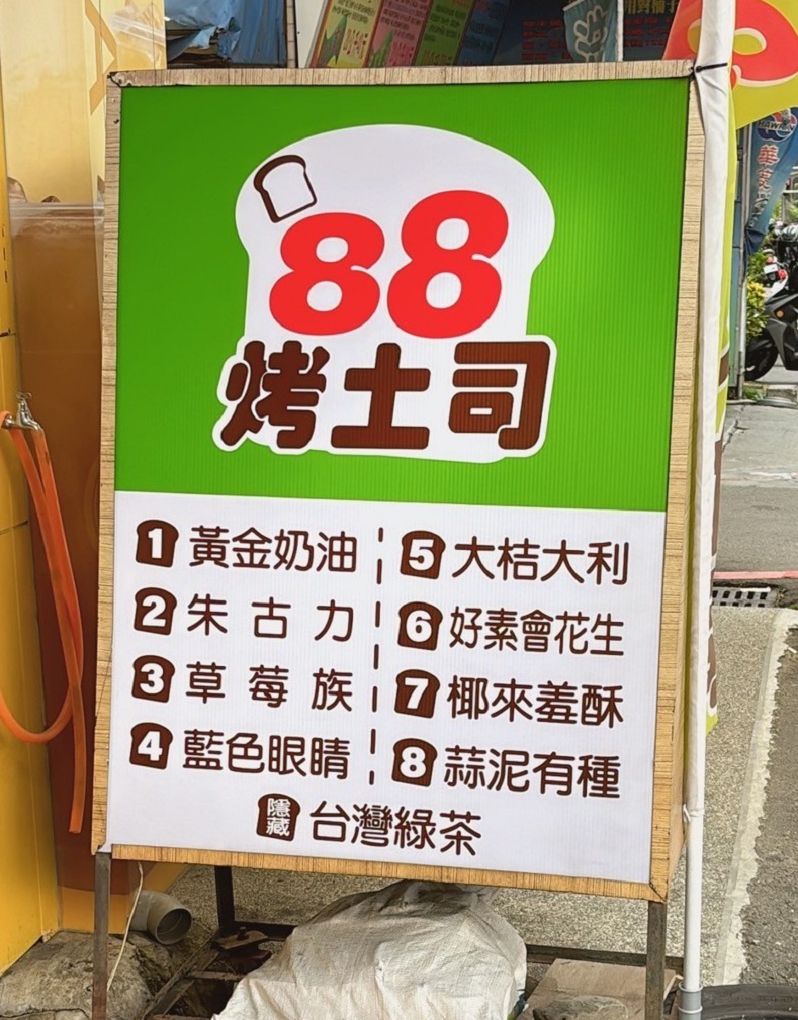 88
烤土司
1 黃金奶油
2 朱古力
3 草莓族
4 藍色眼睛
5 大桔大利
6 好素會花生
7 椰來羞酥
8 蒜泥有種
隱藏 台灣綠茶